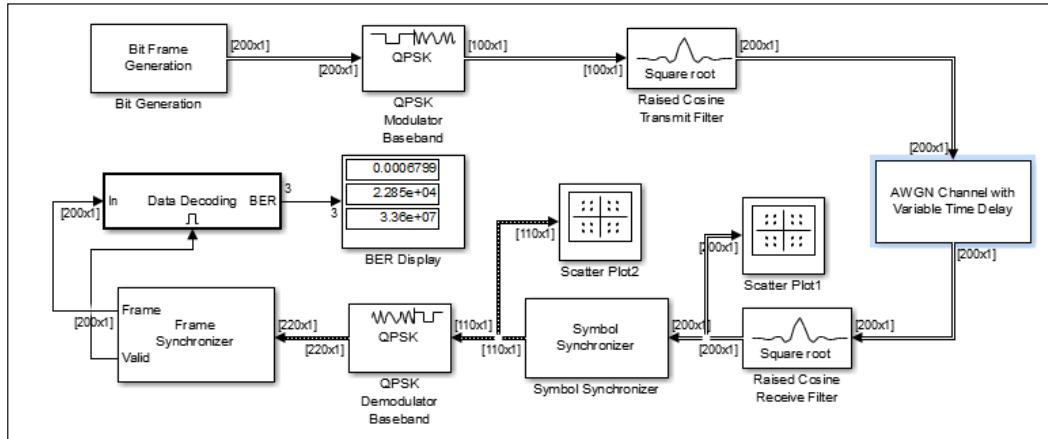 Bit Frame
Generation
Bit Generation
[200x1]
[200x1]
QPSK
QPSK
Modulator
Baseband
[100x1]
[100x1]
Square root
Raised Cosine
Transmit Filter
[200x1]
[200x1]
AWGN Channel with
Variable Time Delay
[200x1]
In
[200x1]
Data Decoding
BER
3
3
0.0006799
2.285e+04
3.36e+07
BER Display
[110x1]
Scatter Plot2
[200x1]
Scatter Plot1
Frame
[200x1]
Valid
Frame
Synchronizer
[220x1]
[220x1]
QPSK
QPSK
Demodulator
Baseband
[110x1]
[110x1]
Symbol
Synchronizer
Symbol Synchronizer
[200x1]
[200x1]
Square root
Raised Cosine
Receive Filter
[200x1]